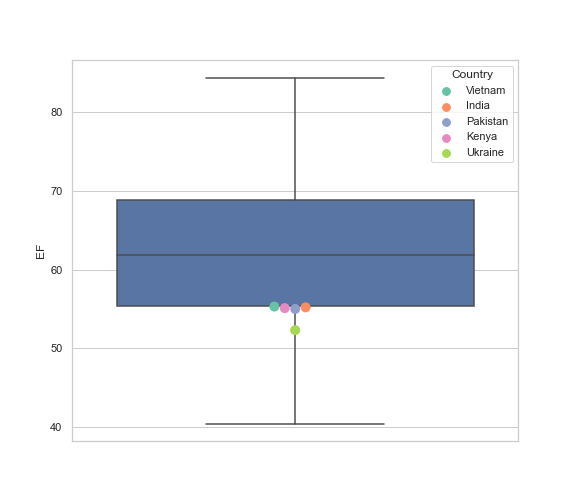 Country
Vietnam
India
Pakistan
Kenya
Ukraine
80
70
60
50
40
EF